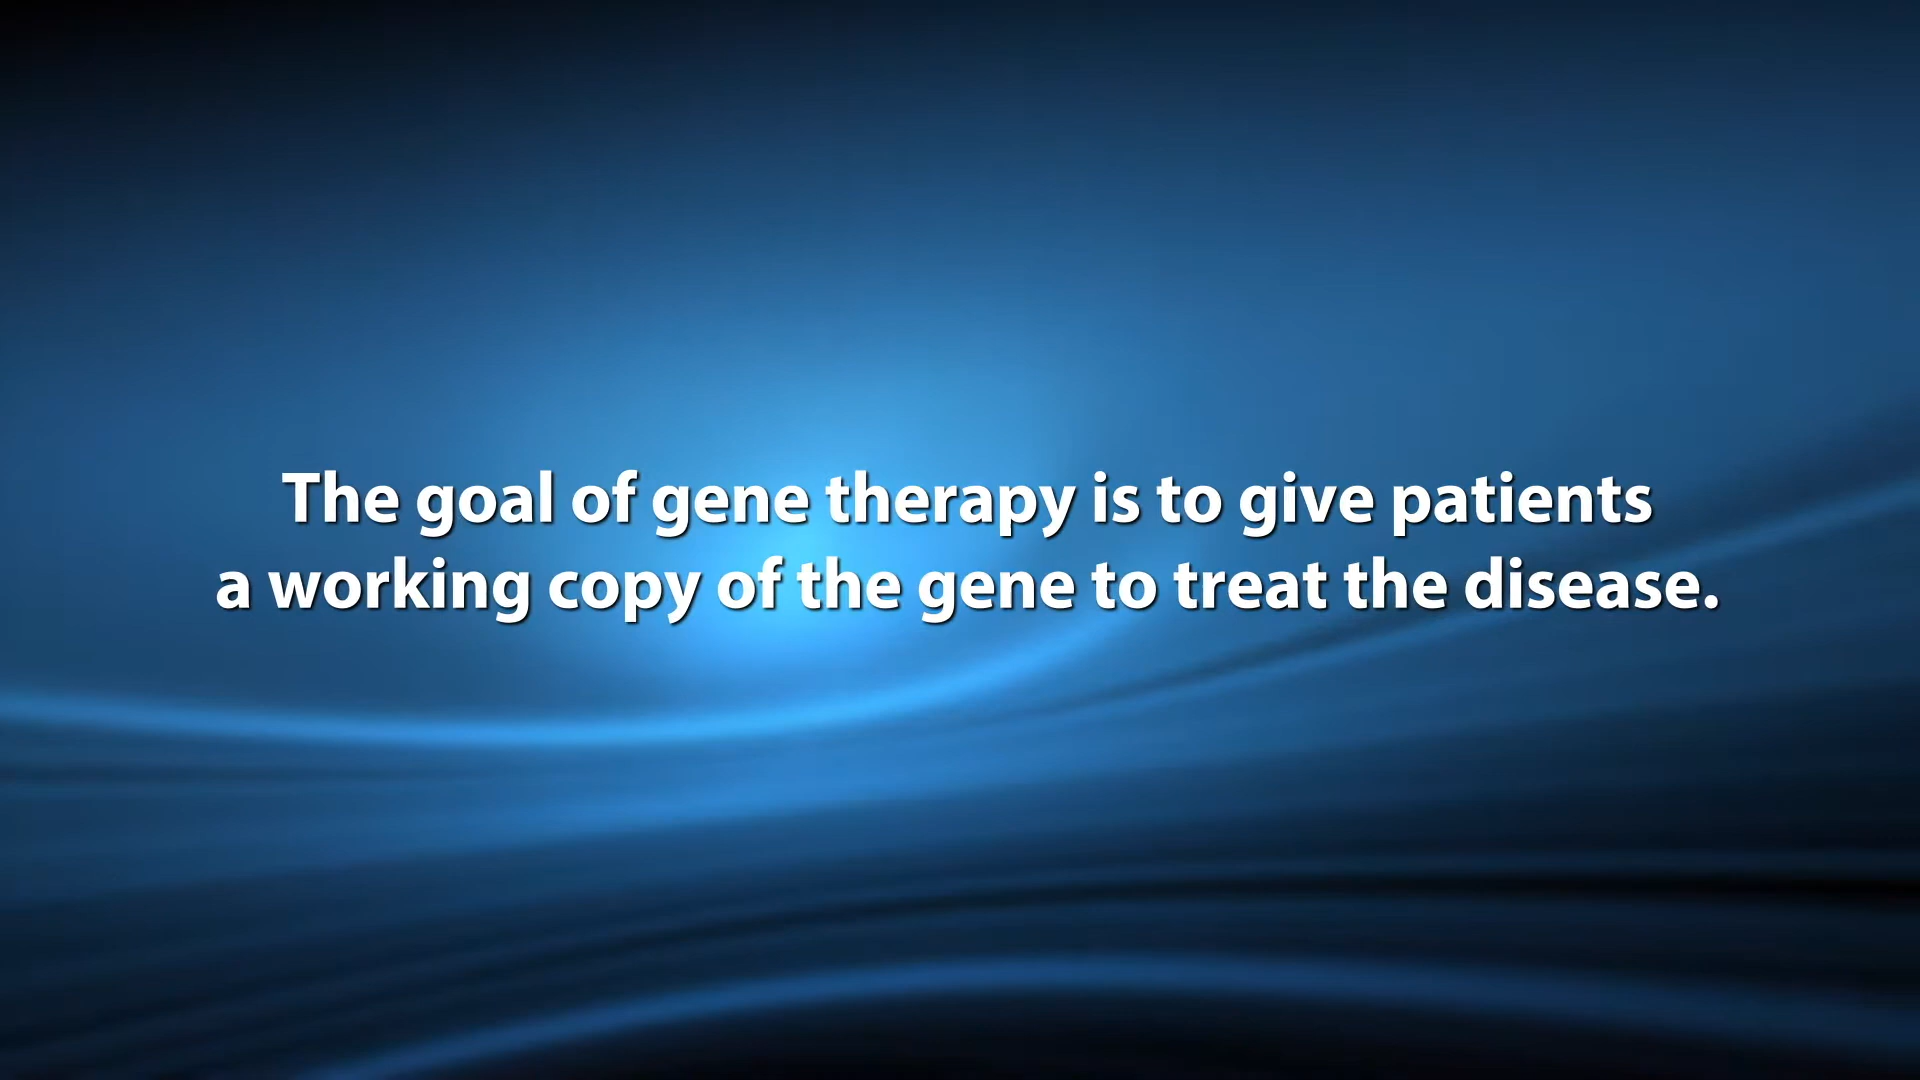 The goal of gene therapy is to give patients
a working copy of the gene to treat the disease.